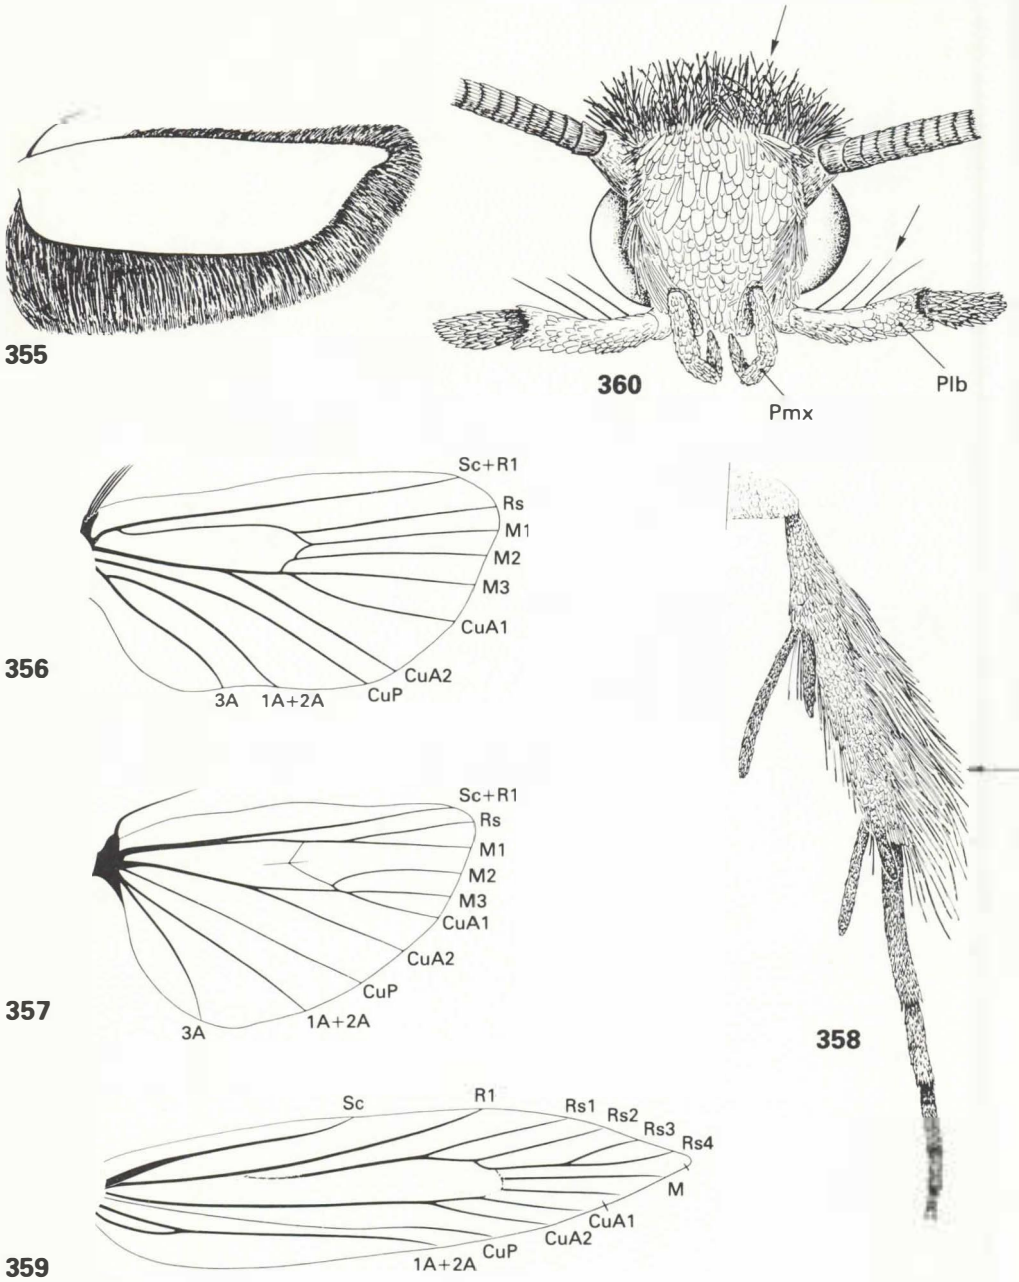 355
360
Pmx
Plb
Sc+R1
Rs
M1
M2
M3
CuA1
CuA2
CuP
1A+2A
3A
356
Sc+R1
Rs
M1
M2
M3
CuA1
CuA2
CuP
1A+2A
3A
357
358
Sc
R1
Rs1
Rs2
Rs3
Rs4
M
CuA1
CuA2
CuP
1A+2A
359